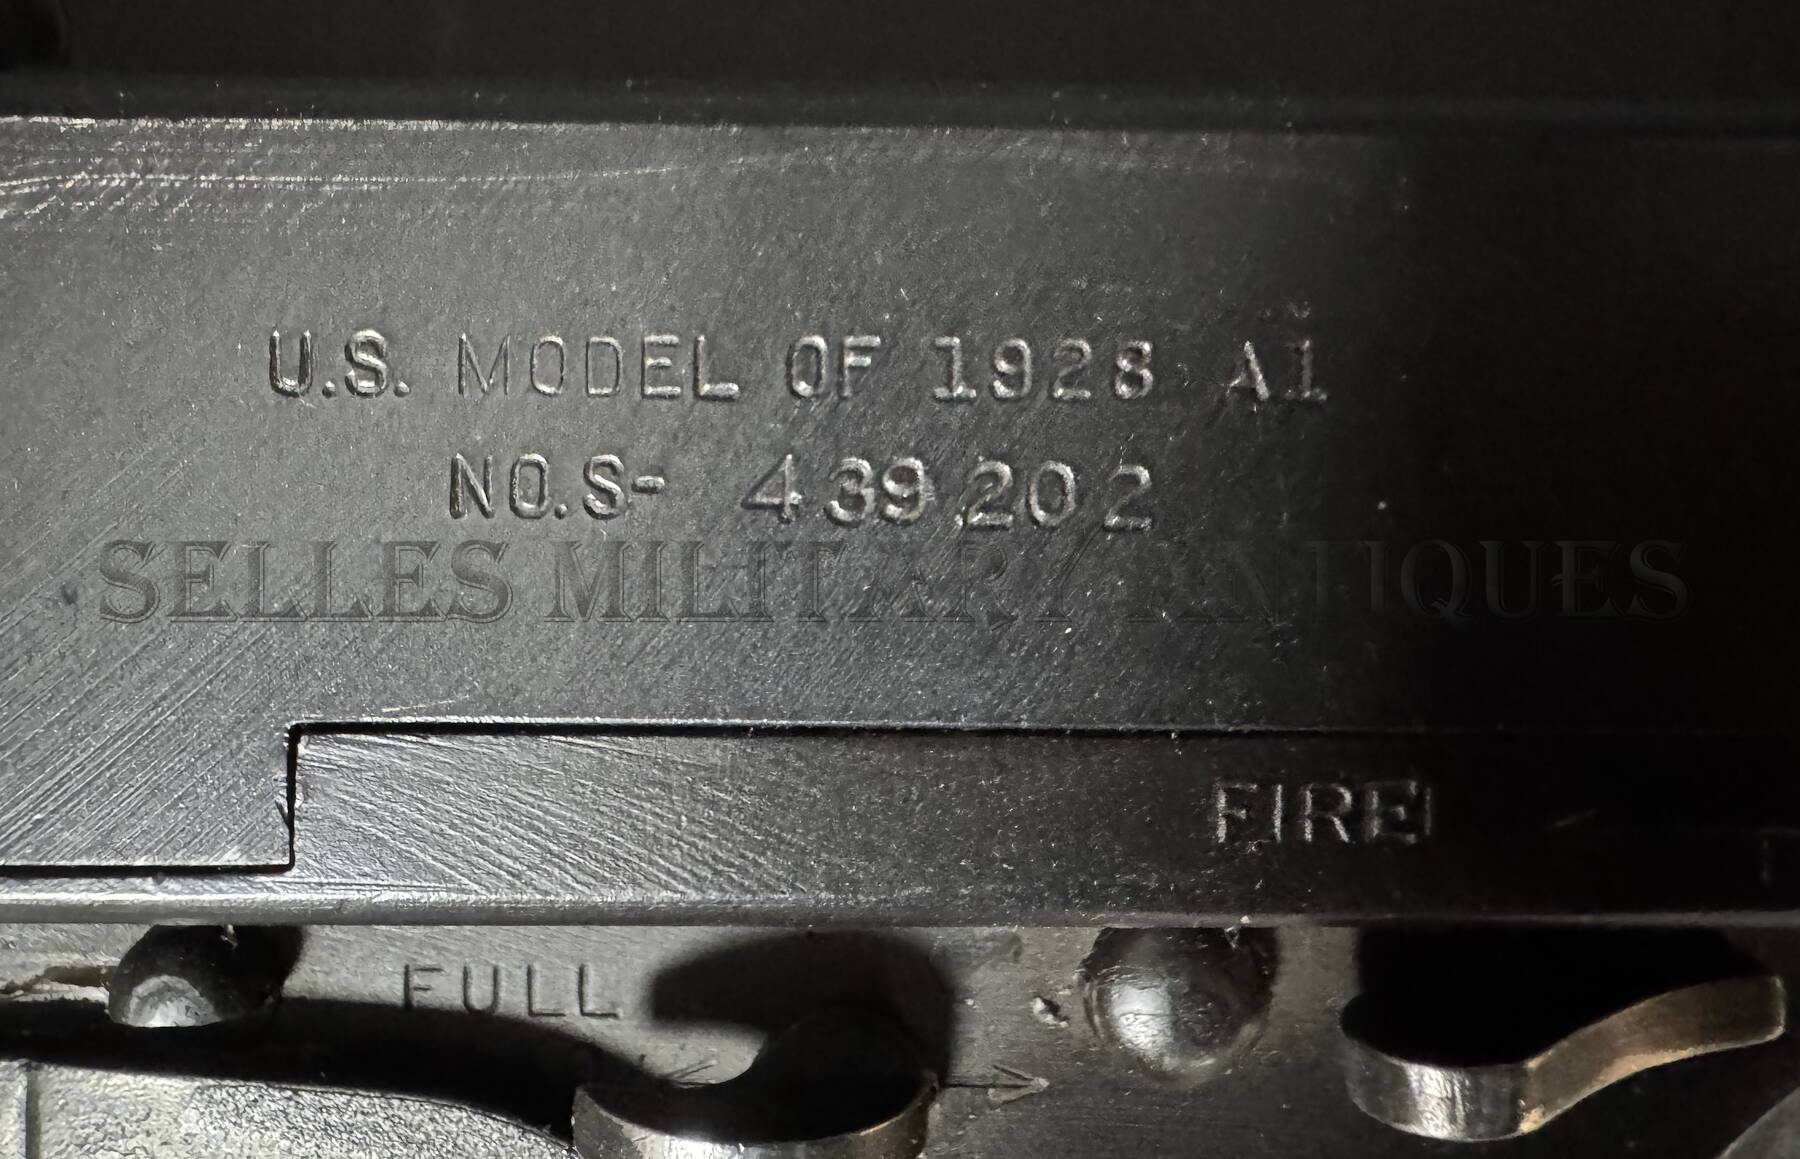 U.S. MODEL OF 1928 A1
NO.S- 439202
SELLES MILITARY ANTIQUES
FIRE
FULL